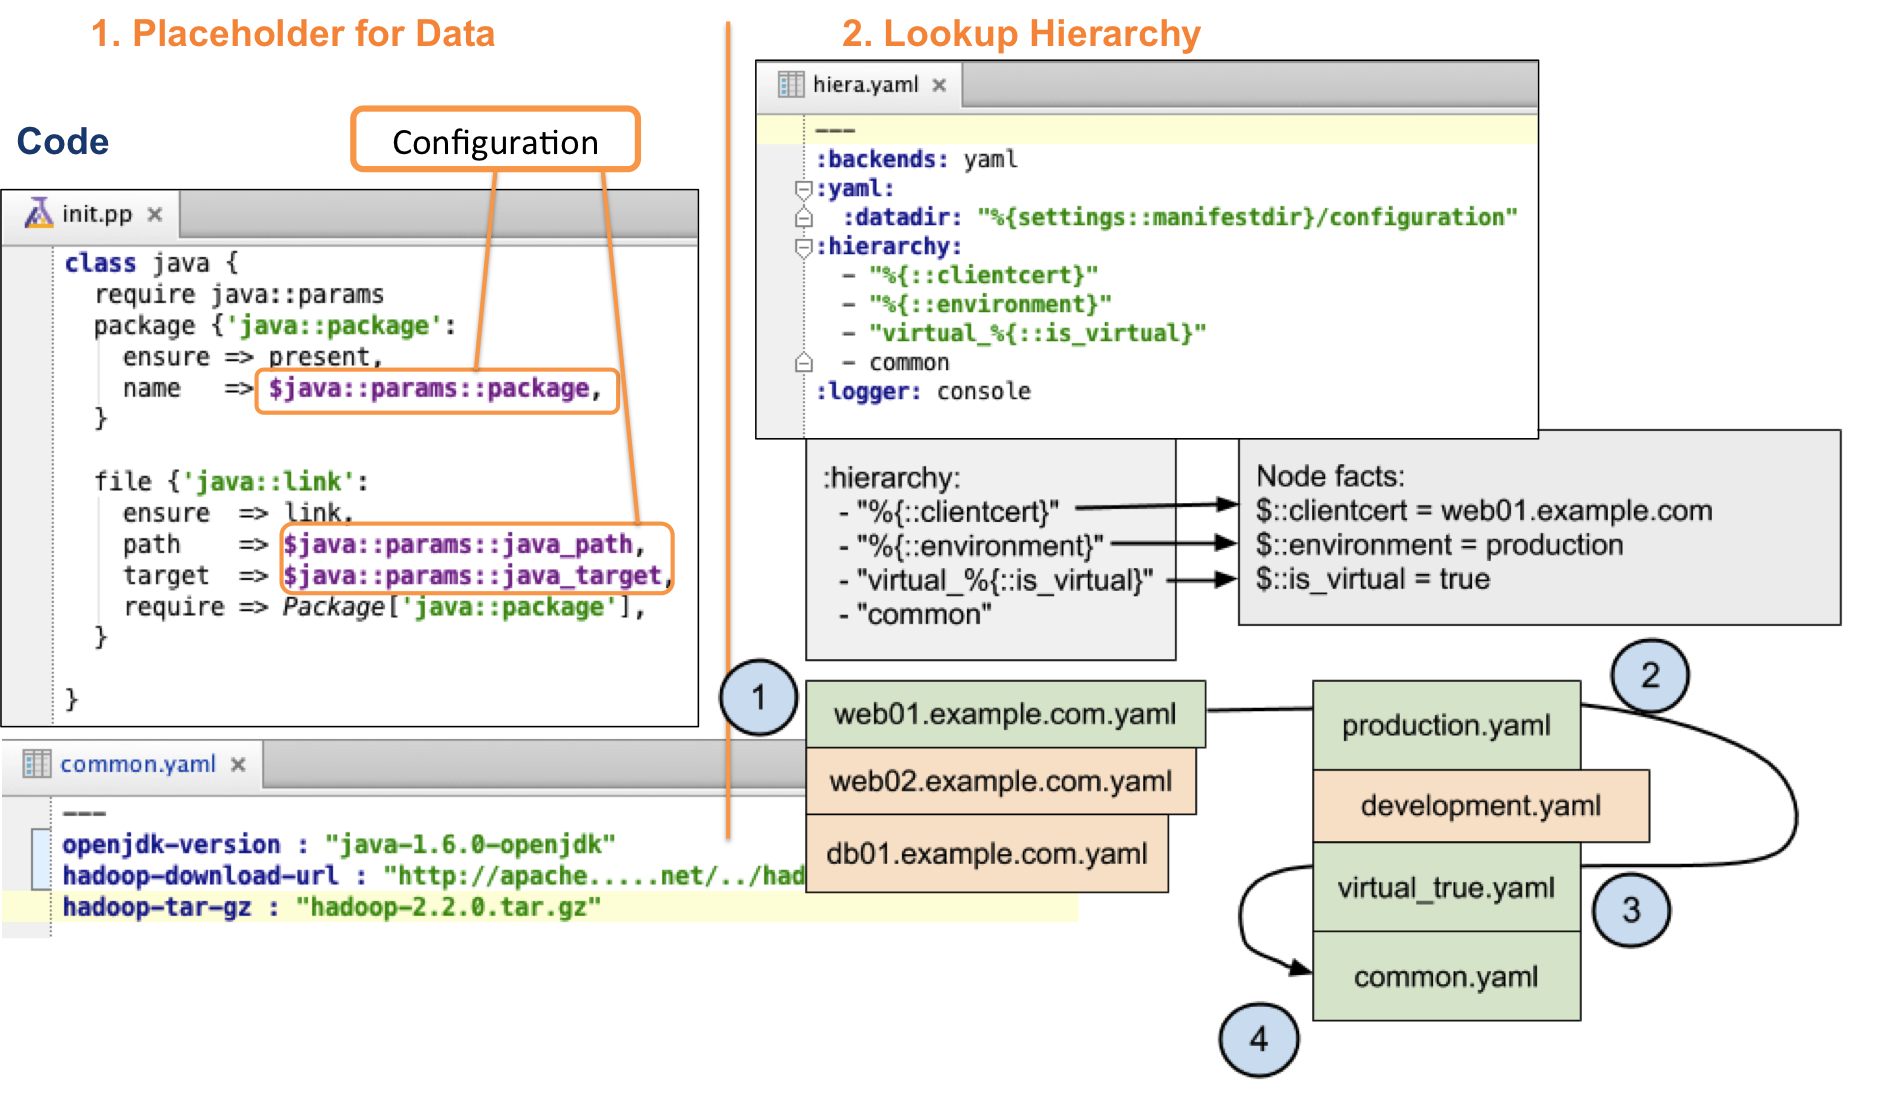 1. Placeholder for Data
Code
Configuration
init.pp ×
class java {
require java::params
package {'java::package':
ensure => present,
name => $java::params::package,
}
file {'java::link':
ensure => link,
path => $java::params::java_path,
target => $java::params::java_target,
require => Package['java::package'],
}
}
common.yaml ×
---
openjdk-version : "java-1.6.0-openjdk"
hadoop-download-url : "http://apache.....net/../had
hadoop-tar-gz : "hadoop-2.2.0.tar.gz"
2. Lookup Hierarchy
hiera.yaml ×
---
:backends: yaml
:yaml:
:datadir: "%{settings::manifestdir}/configuration"
:hierarchy:
- "%{::clientcert}"
- "%{::environment}"
- "virtual_%{::is_virtual}"
- common
:logger: console
:hierarchy:
- "%{::clientcert}"
- "%{::environment}"
- "virtual_%{::is_virtual}"
- "common"
Node facts:
$::clientcert = web01.example.com
$::environment = production
$::is_virtual = true
1
web01.example.com.yaml
web02.example.com.yaml
db01.example.com.yaml
2
production.yaml
development.yaml
virtual_true.yaml
3
common.yaml
4